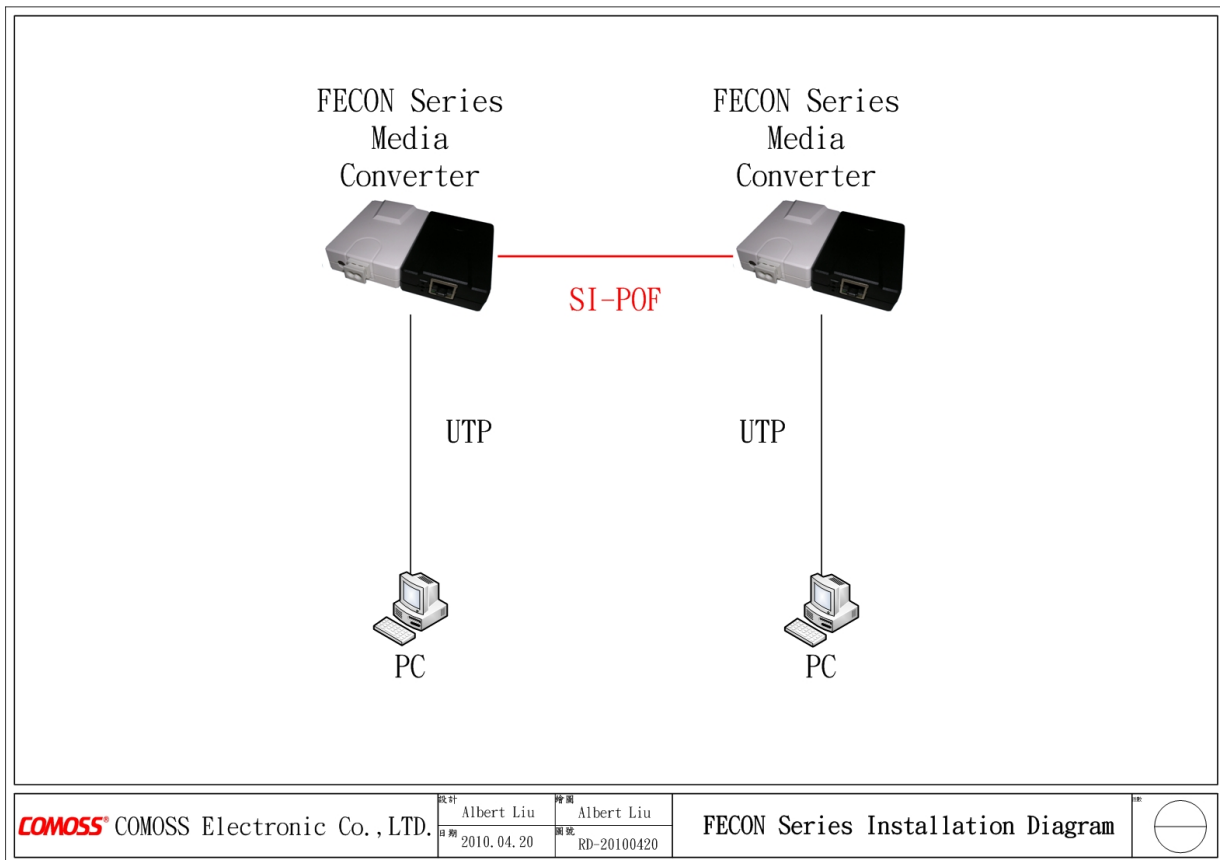 FECON Series
Media
Converter
FECON Series
Media
Converter
SI-POF
UTP
UTP
PC
PC
COMOSS® COMOSS Electronic Co.,LTD.
設計
Albert Liu
繪圖
Albert Liu
日期
2010.04.20
圖號
RD-20100420
FECON Series Installation Diagram